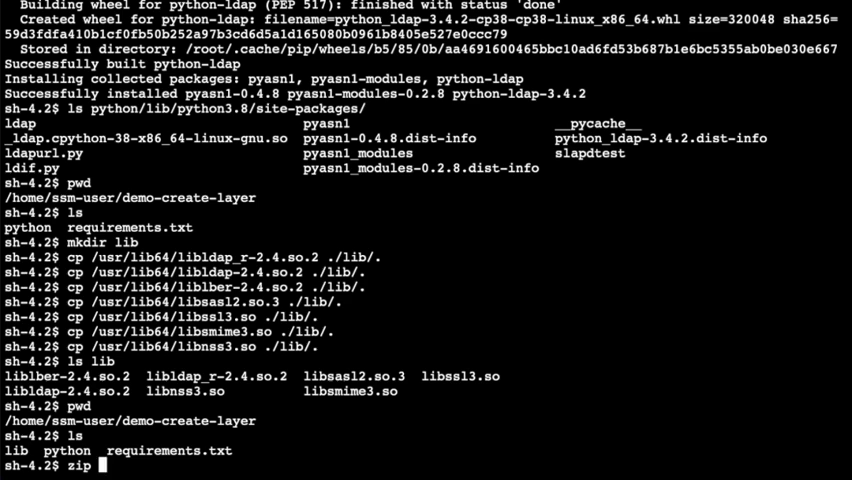 Building wheel for python-ldap (PEP 517): finished with status 'done'
Created wheel for python-ldap: filename=python_ldap-3.4.2-cp38-cp38-linux_x86_64.whl size=320048 sha256=
59d3fdfa410b1cf0fb50b252a97b3cd6d5a1d165080b0961b8405e527e0ccc79
Stored in directory: /root/.cache/pip/wheels/b5/85/0b/aa4691600465bbc10ad6fd53b687b1e6bc5355ab0be030e667
Successfully built python-ldap
Installing collected packages: pyasn1, pyasn1-modules, python-ldap
Successfully installed pyasn1-0.4.8 pyasn1-modules-0.2.8 python-ldap-3.4.2
sh-4.2$ ls python/lib/python3.8/site-packages/
ldap pyasn1 __pycache__
_ldap.cpython-38-x86_64-linux-gnu.so pyasn1-0.4.8.dist-info python_ldap-3.4.2.dist-info
ldapurl.py pyasn1_modules slapdtest
ldif.py pyasn1_modules-0.2.8.dist-info
sh-4.2$ pwd
/home/ssm-user/demo-create-layer
sh-4.2$ ls
python requirements.txt
sh-4.2$ mkdir lib
sh-4.2$ cp /usr/lib64/libldap_r-2.4.so.2 ./lib/.
sh-4.2$ cp /usr/lib64/libldap-2.4.so.2 ./lib/.
sh-4.2$ cp /usr/lib64/liblber-2.4.so.2 ./lib/.
sh-4.2$ cp /usr/lib64/libsasl2.so.3 ./lib/.
sh-4.2$ cp /usr/lib64/libssl3.so ./lib/.
sh-4.2$ cp /usr/lib64/libsmime3.so ./lib/.
sh-4.2$ cp /usr/lib64/libnss3.so ./lib/.
sh-4.2$ ls lib
liblber-2.4.so.2 libldap_r-2.4.so.2 libsasl2.so.3 libssl3.so
libldap-2.4.so.2 libnss3.so libsmime3.so
sh-4.2$ pwd
/home/ssm-user/demo-create-layer
sh-4.2$ ls
lib python requirements.txt
sh-4.2$ zip